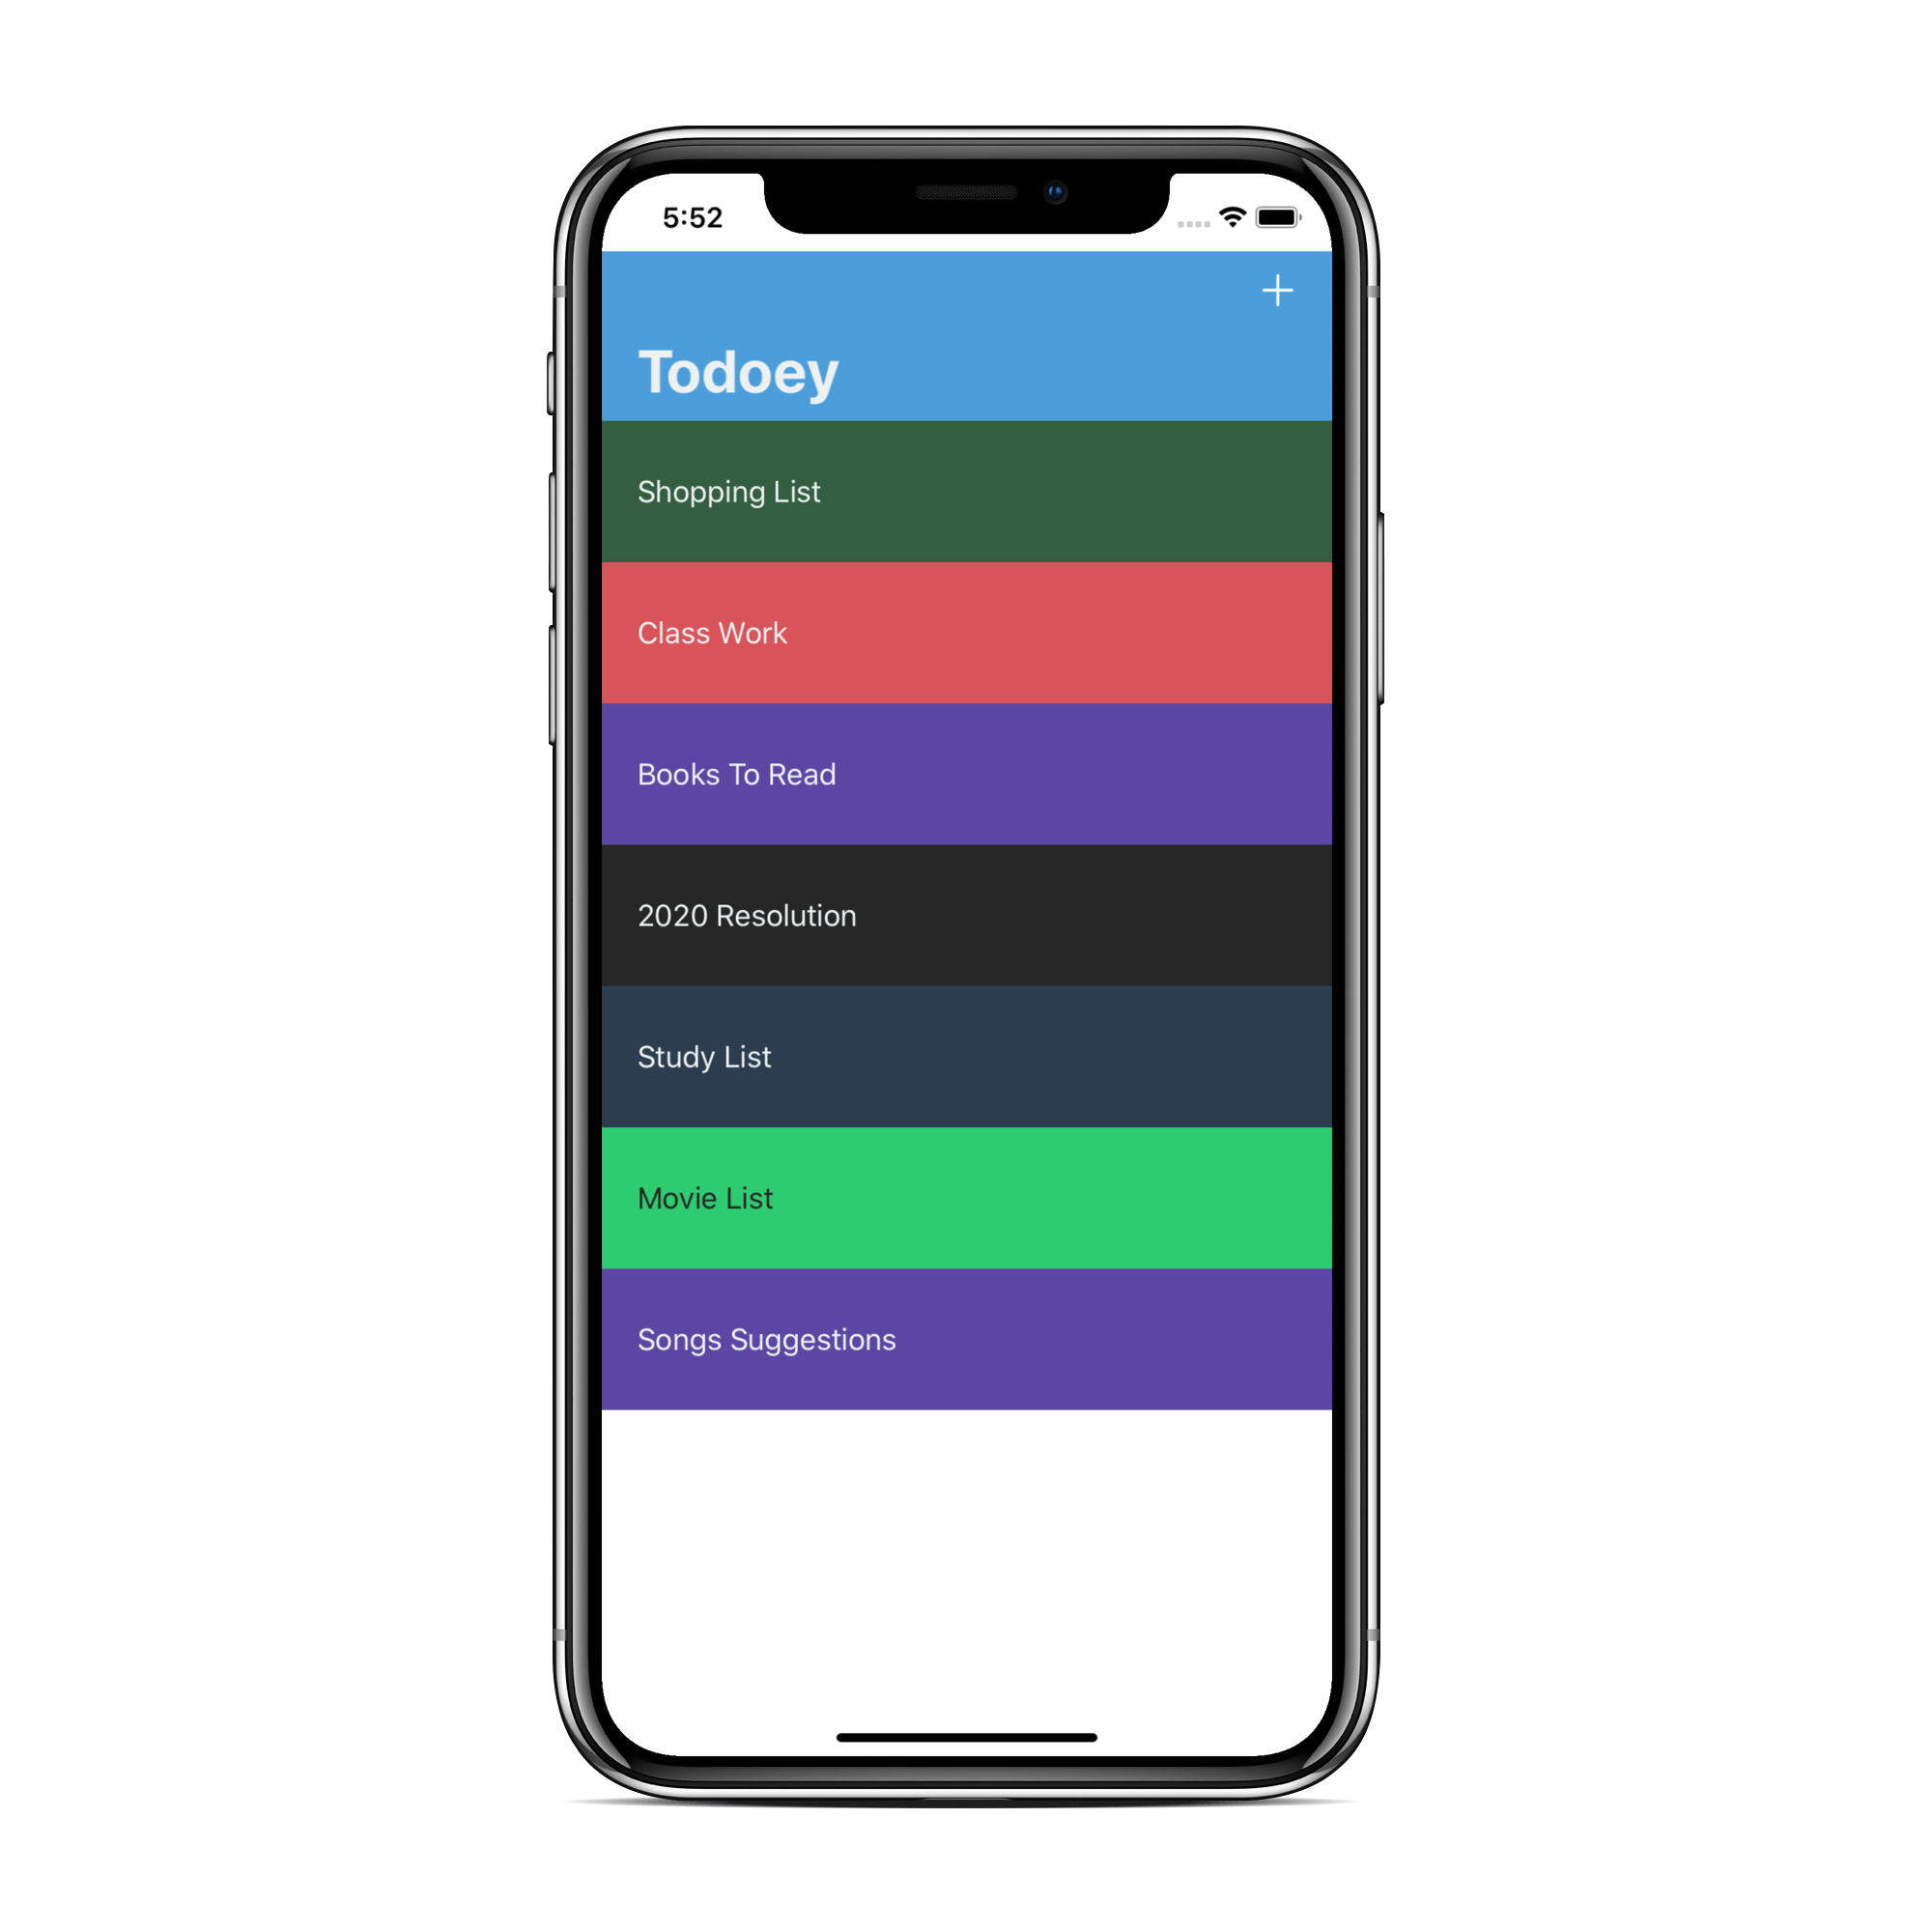 5:52
Todoey
Shopping List
Class Work
Books To Read
2020 Resolution
Study List
Movie List
Songs Suggestions